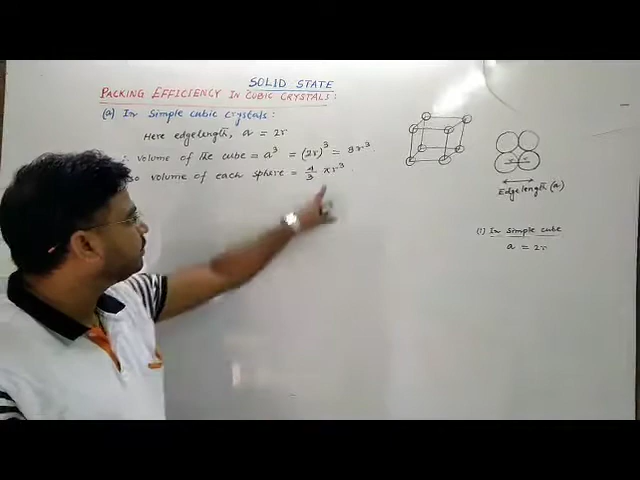 SOLID STATE
PACKING EFFICIENCY IN CUBIC CRYSTALS:
(a) In Simple cubic crystals:
Here edgelength, a = 2r
∴ volume of the cube = a³ = (2r)³ = 8r³.
so volume of each sphere = 4/3 πr³.
r r
Edgelength (a)
(i) In simple cube
a = 2r